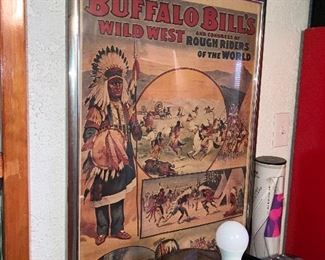 BUFFALO BILL'S
WILD WEST
AND CONGRESS OF
ROUGH RIDERS
OF THE WORLD